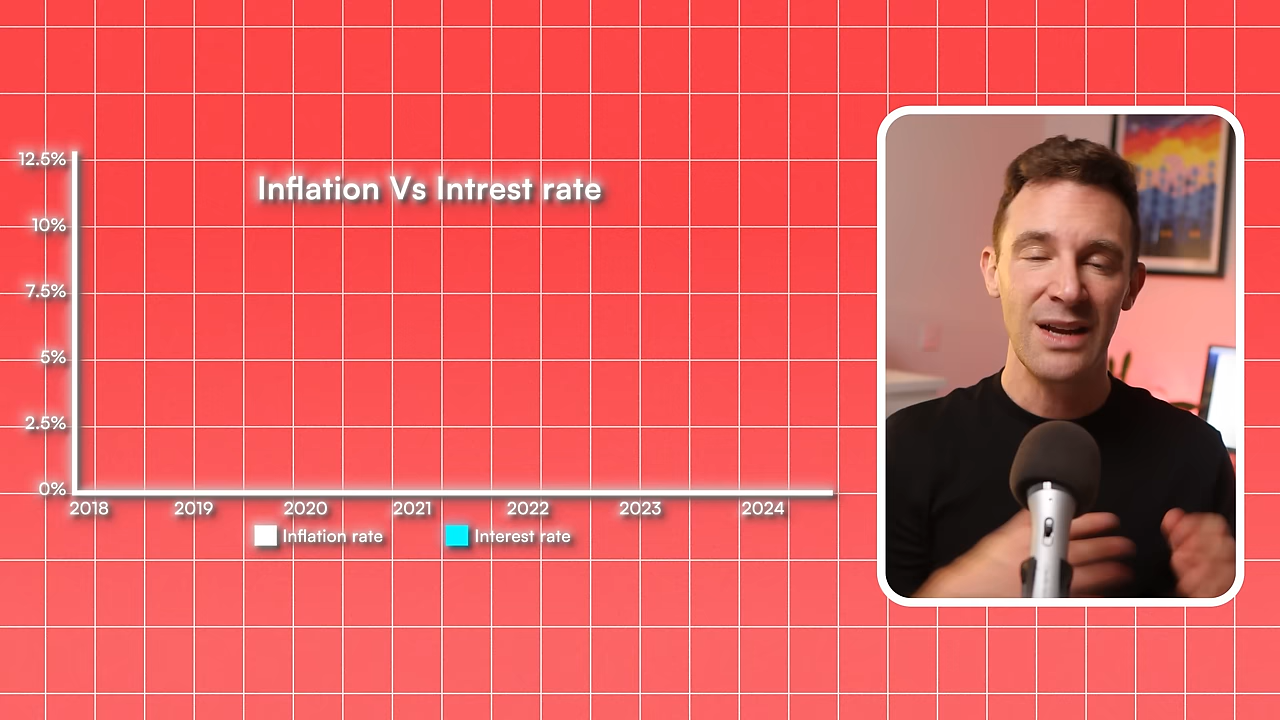 Inflation Vs Intrest rate
12.5%
10%
7.5%
5%
2.5%
0%
2018 2019 2020 2021 2022 2023 2024
Inflation rate Interest rate